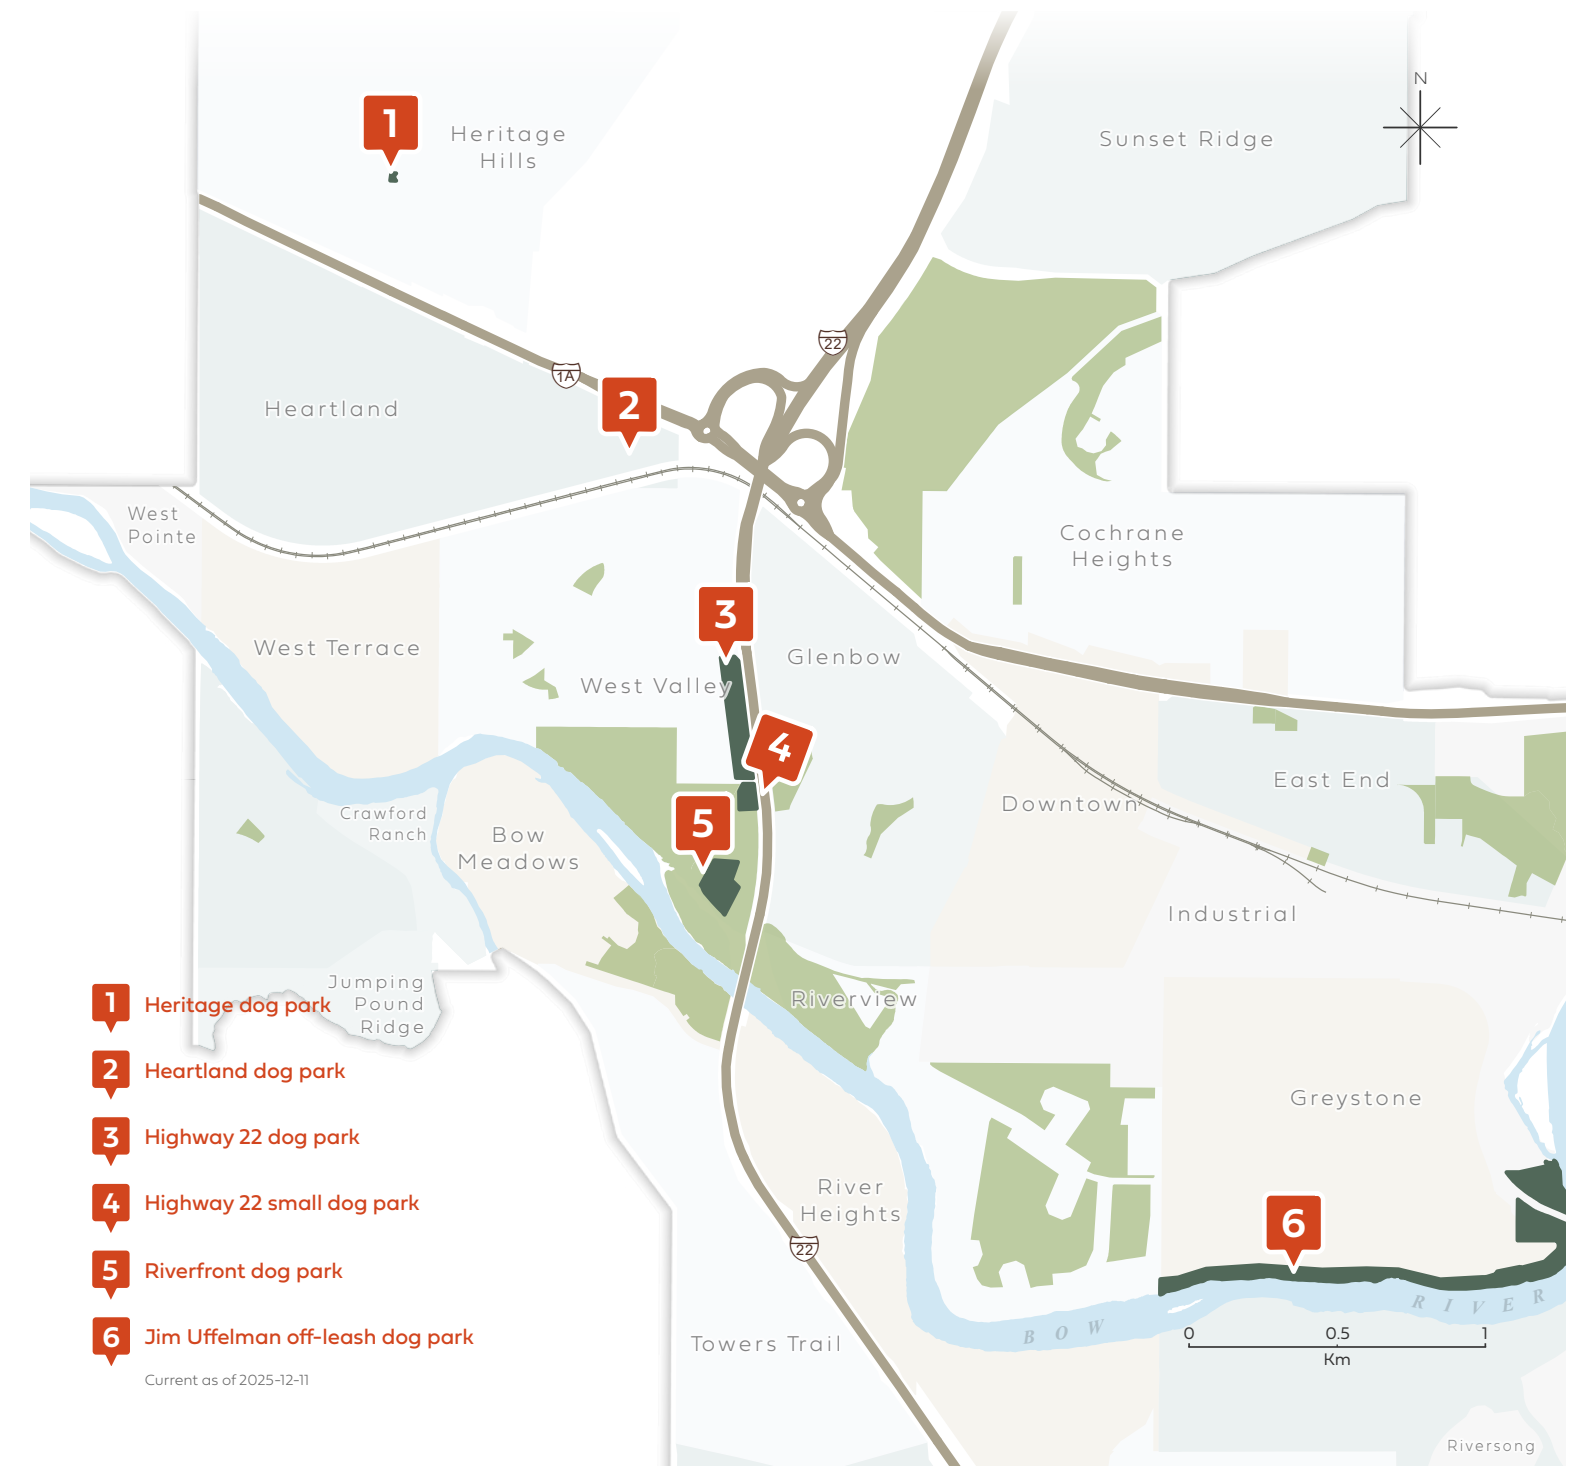 N
1
Heritage
Hills
Sunset Ridge
22
1A
2
Heartland
West
Pointe
Cochrane
Heights
3
Glenbow
West Terrace
West Valley
4
East End
Downtown
5
Crawford
Ranch
Bow
Meadows
Industrial
Jumping
Pound
Ridge
Riverview
Greystone
River
Heights
22
6
BOW
RIVER
Towers Trail
0 0.5 1
Km
Riversong
1 Heritage dog park
2 Heartland dog park
3 Highway 22 dog park
4 Highway 22 small dog park
5 Riverfront dog park
6 Jim Uffelman off-leash dog park
Current as of 2025-12-11